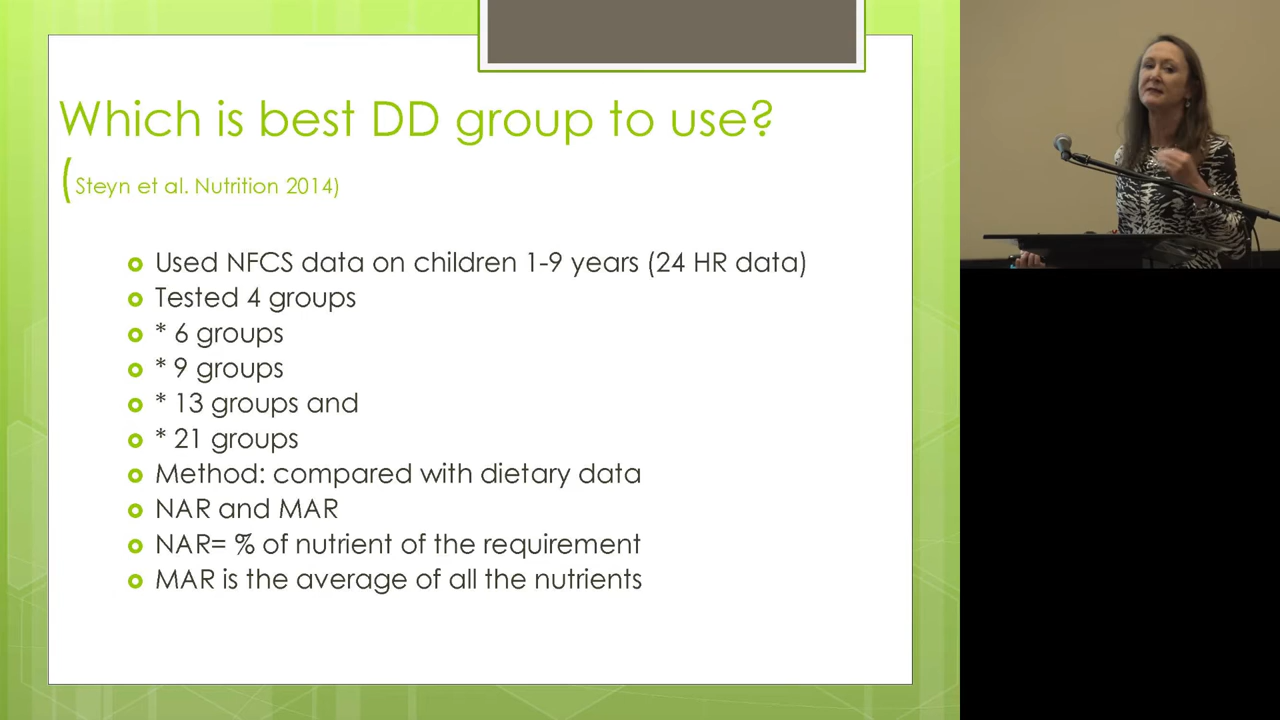 Which is best DD group to use?
(Steyn et al. Nutrition 2014)
Used NFCS data on children 1-9 years (24 HR data)
Tested 4 groups
* 6 groups
* 9 groups
* 13 groups and
* 21 groups
Method: compared with dietary data
NAR and MAR
NAR= % of nutrient of the requirement
MAR is the average of all the nutrients